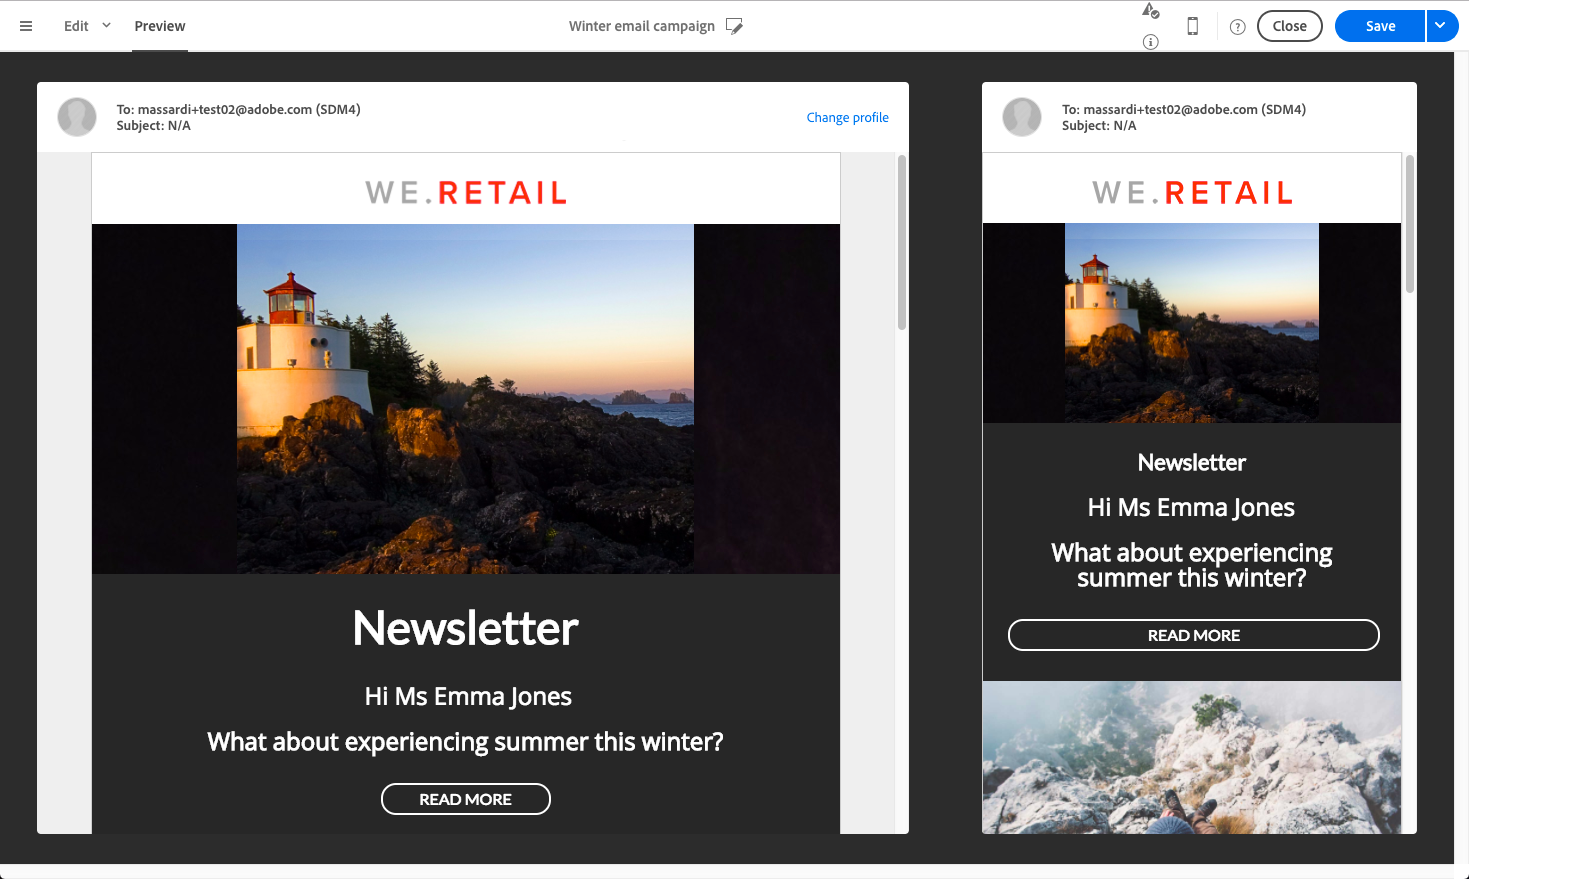 Edit
Preview
Winter email campaign
Close
Save
To: massardi+test02@adobe.com (SDM4)
Subject: N/A
Change profile
WE.RETAIL
Newsletter
Hi Ms Emma Jones
What about experiencing summer this winter?
READ MORE
To: massardi+test02@adobe.com (SDM4)
Subject: N/A
WE.RETAIL
Newsletter
Hi Ms Emma Jones
What about experiencing
summer this winter?
READ MORE